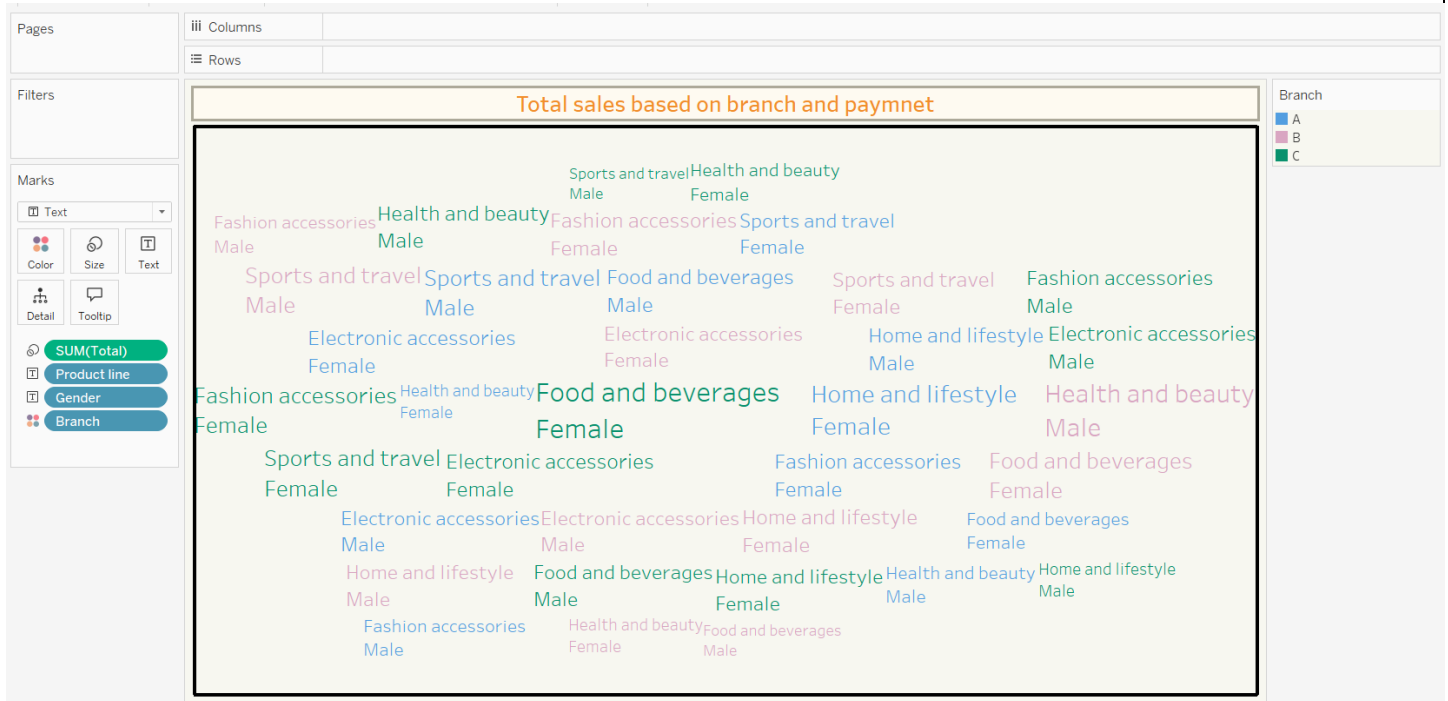 Pages
Columns
Rows
Filters
Marks
Text
Color
Size
Text
Detail
Tooltip
SUM(Total)
Product line
Gender
Branch
Total sales based on branch and paymnet
Sports and travel
Male
Health and beauty
Female
Fashion accessories
Male
Health and beauty
Male
Fashion accessories
Female
Sports and travel
Female
Sports and travel
Male
Sports and travel
Male
Food and beverages
Male
Sports and travel
Female
Fashion accessories
Male
Electronic accessories
Female
Electronic accessories
Female
Home and lifestyle
Male
Electronic accessories
Male
Fashion accessories
Female
Health and beauty
Female
Food and beverages
Female
Home and lifestyle
Female
Health and beauty
Male
Sports and travel
Female
Electronic accessories
Female
Fashion accessories
Female
Food and beverages
Female
Electronic accessories
Male
Electronic accessories
Male
Home and lifestyle
Female
Food and beverages
Female
Home and lifestyle
Male
Food and beverages
Male
Home and lifestyle
Female
Health and beauty
Male
Home and lifestyle
Male
Fashion accessories
Male
Health and beauty
Female
Food and beverages
Male
Branch
A
B
C